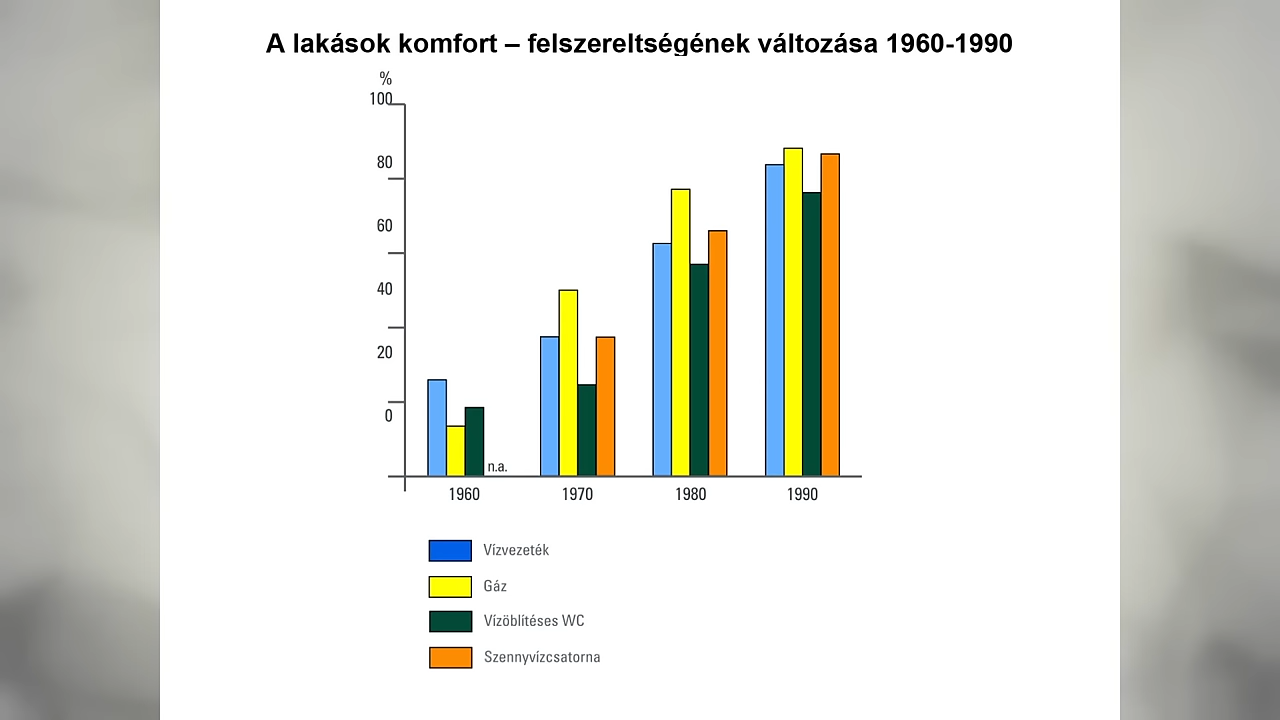 A lakások komfort – felszereltségének változása 1960-1990
%
100
80
60
40
20
0
n.a.
1960 1970 1980 1990
Vízvezeték
Gáz
Vízöblítéses WC
Szennyvízcsatorna